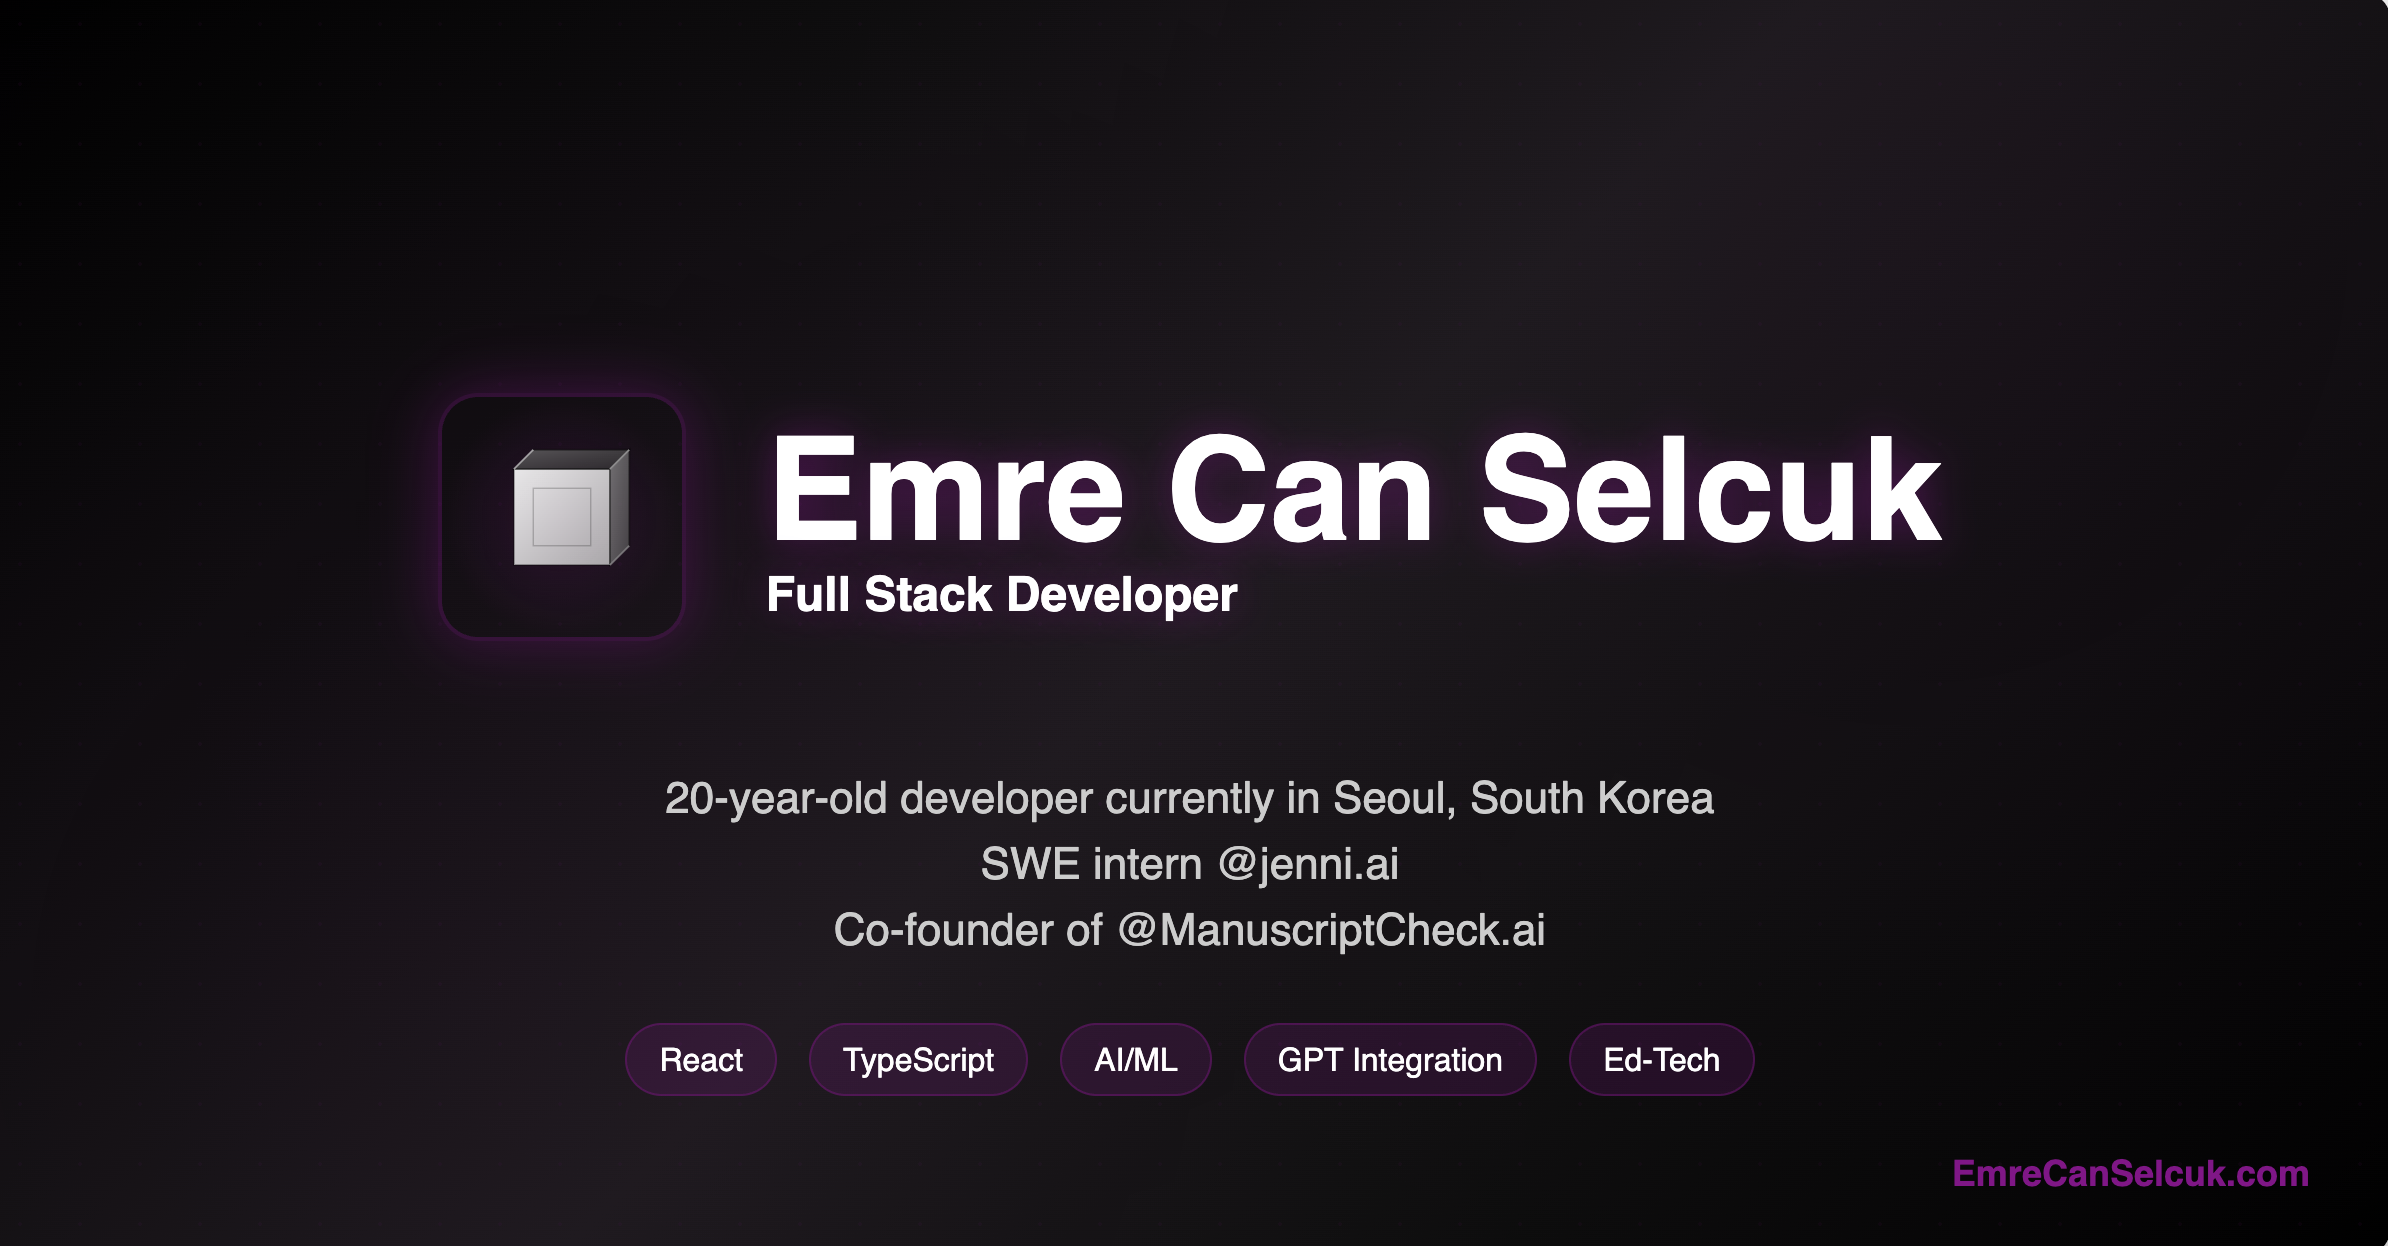 Emre Can Selcuk
Full Stack Developer
20-year-old developer currently in Seoul, South Korea
SWE intern @jenni.ai
Co-founder of @ManuscriptCheck.ai
React
TypeScript
AI/ML
GPT Integration
Ed-Tech
EmreCanSelcuk.com